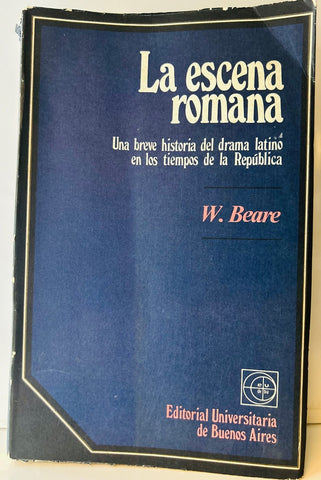 La escena
romana
Una breve historia del drama latino
en los tiempos de la República
W. Beare
Editorial Universitaria
de Buenos Aires